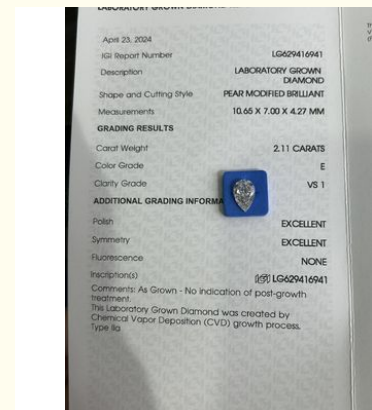 April 23, 2024
IGI Report Number LG629416941
Description LABORATORY GROWN
DIAMOND
Shape and Cutting Style PEAR MODIFIED BRILLIANT
Measurements 10.65 X 7.00 X 4.27 MM
GRADING RESULTS
Carat Weight 2.11 CARATS
Color Grade E
Clarity Grade VS 1
ADDITIONAL GRADING INFORMA
Polish EXCELLENT
Symmetry EXCELLENT
Fluorescence NONE
Inscription(s) LG629416941
Comments: As Grown - No indication of post-growth
treatment.
This Laboratory Grown Diamond was created by
Chemical Vapor Deposition (CVD) growth process.
Type IIa